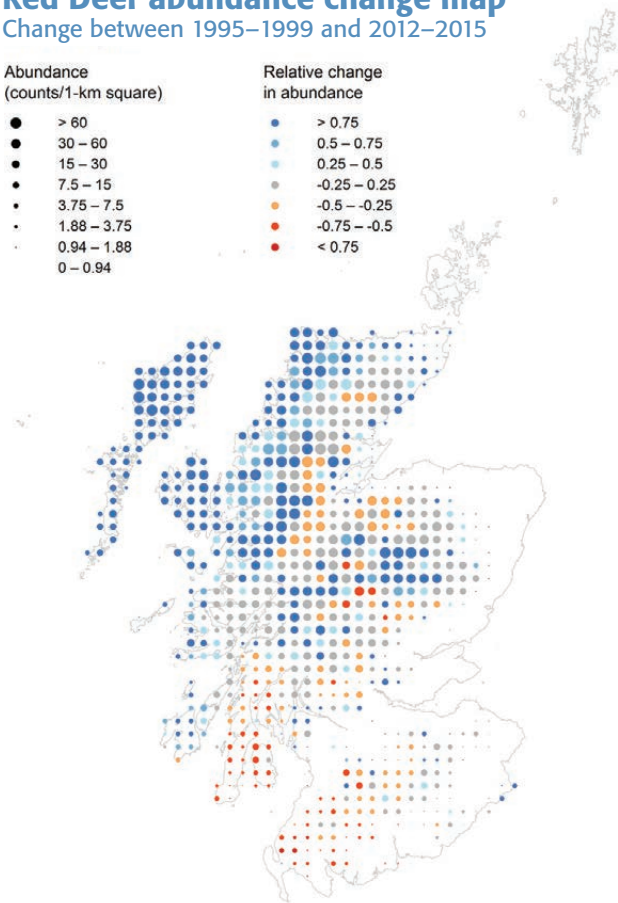 Red Deer abundance change map
Change between 1995–1999 and 2012–2015
Abundance
(counts/1-km square)
> 60
30 – 60
15 – 30
7.5 – 15
3.75 – 7.5
1.88 – 3.75
0.94 – 1.88
0 – 0.94
Relative change
in abundance
> 0.75
0.5 – 0.75
0.25 – 0.5
-0.25 – 0.25
-0.5 – -0.25
-0.75 – -0.5
< 0.75